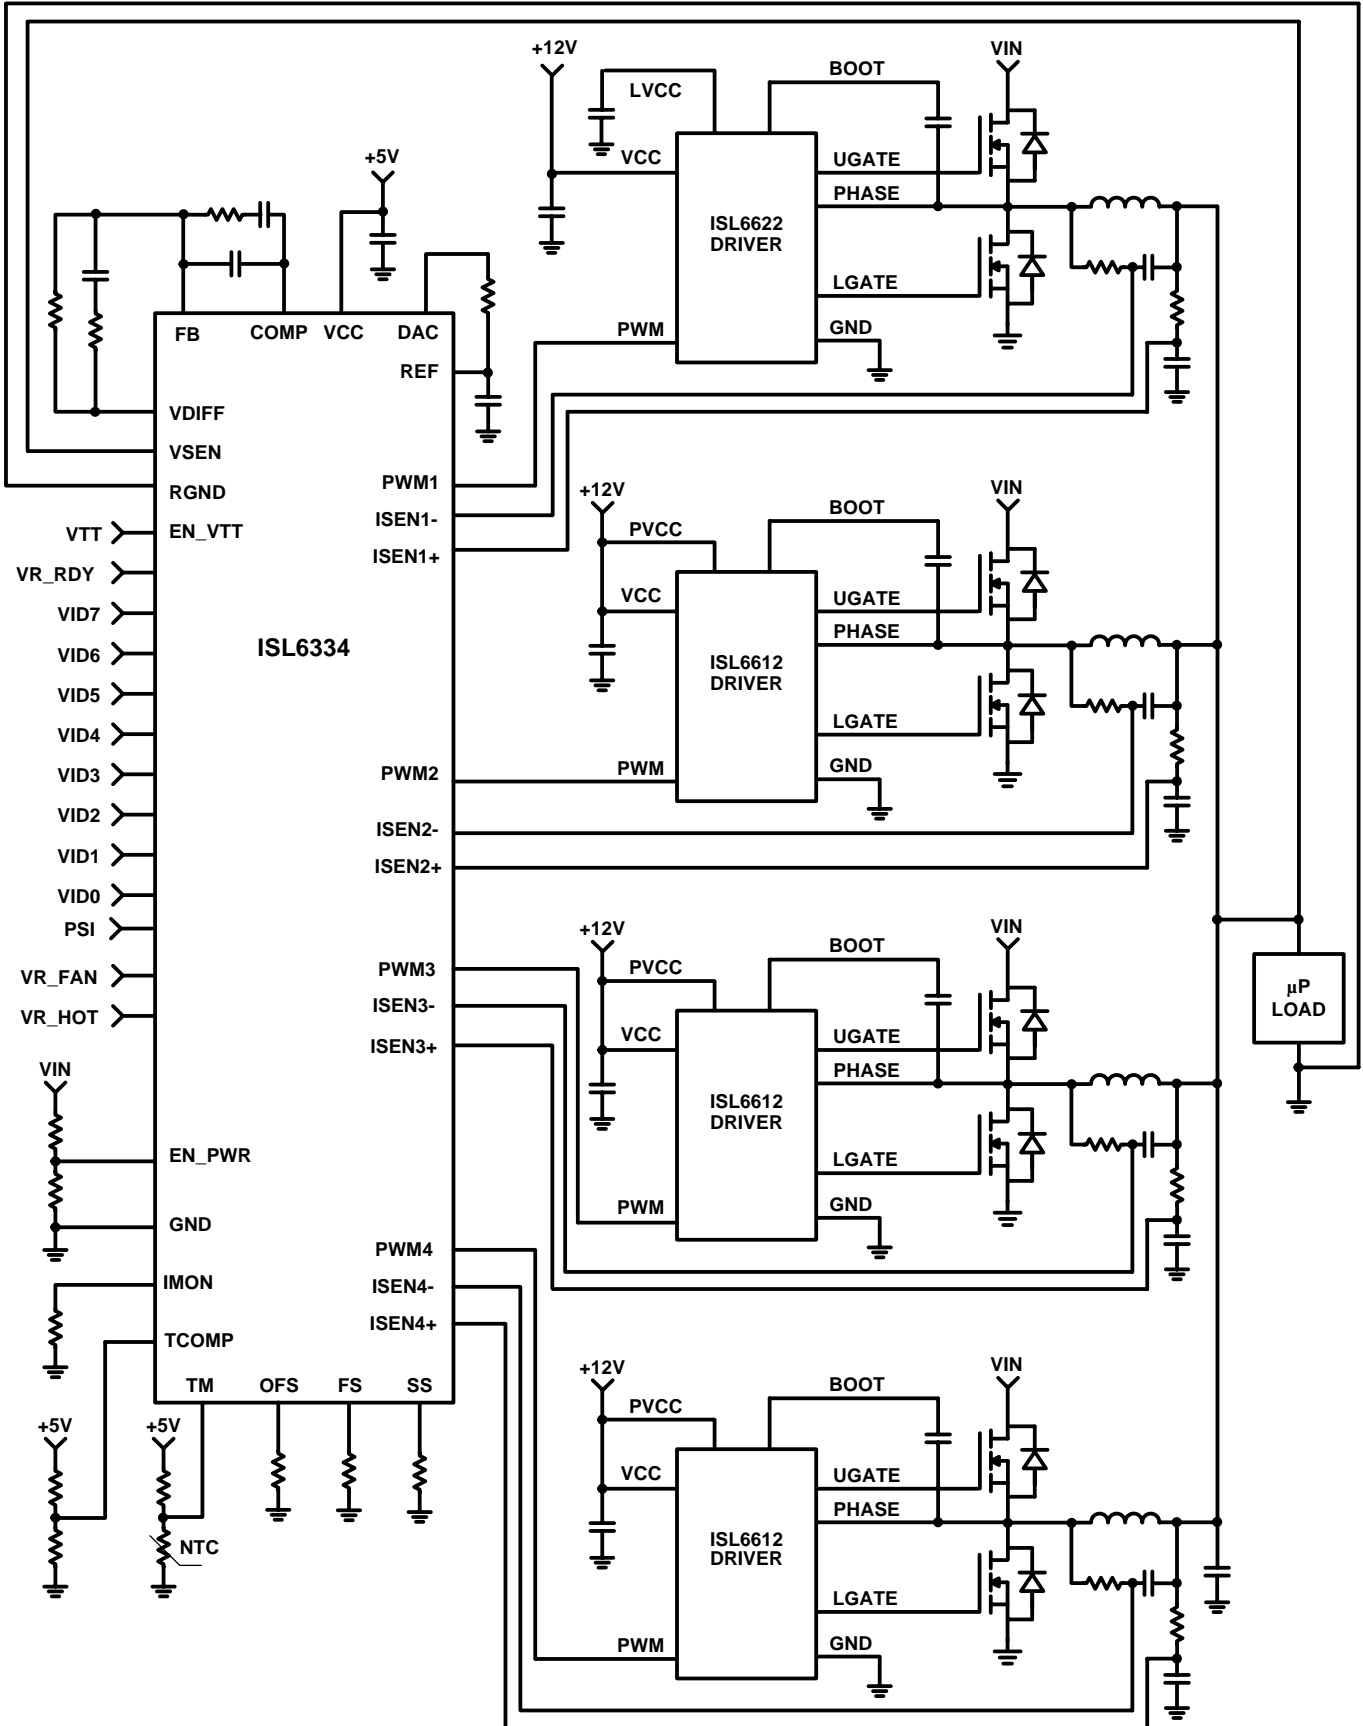 +12V
LVCC
BOOT
VIN
VCC
UGATE
PHASE
ISL6622
DRIVER
LGATE
PWM
GND
+5V
FB
COMP
VCC
DAC
REF
VDIFF
VSEN
RGND
EN_VTT
VTT
VR_RDY
VID7
VID6
VID5
VID4
VID3
VID2
VID1
VID0
PSI
VR_FAN
VR_HOT
VIN
EN_PWR
GND
IMON
TCOMP
TM
OFS
FS
SS
+5V
+5V
NTC
ISL6334
PWM1
ISEN1-
ISEN1+
PWM2
ISEN2-
ISEN2+
PWM3
ISEN3-
ISEN3+
PWM4
ISEN4-
ISEN4+
+12V
PVCC
BOOT
VIN
VCC
UGATE
PHASE
ISL6612
DRIVER
LGATE
PWM
GND
+12V
PVCC
BOOT
VIN
VCC
UGATE
PHASE
ISL6612
DRIVER
LGATE
PWM
GND
µP
LOAD
+12V
PVCC
BOOT
VIN
VCC
UGATE
PHASE
ISL6612
DRIVER
LGATE
PWM
GND